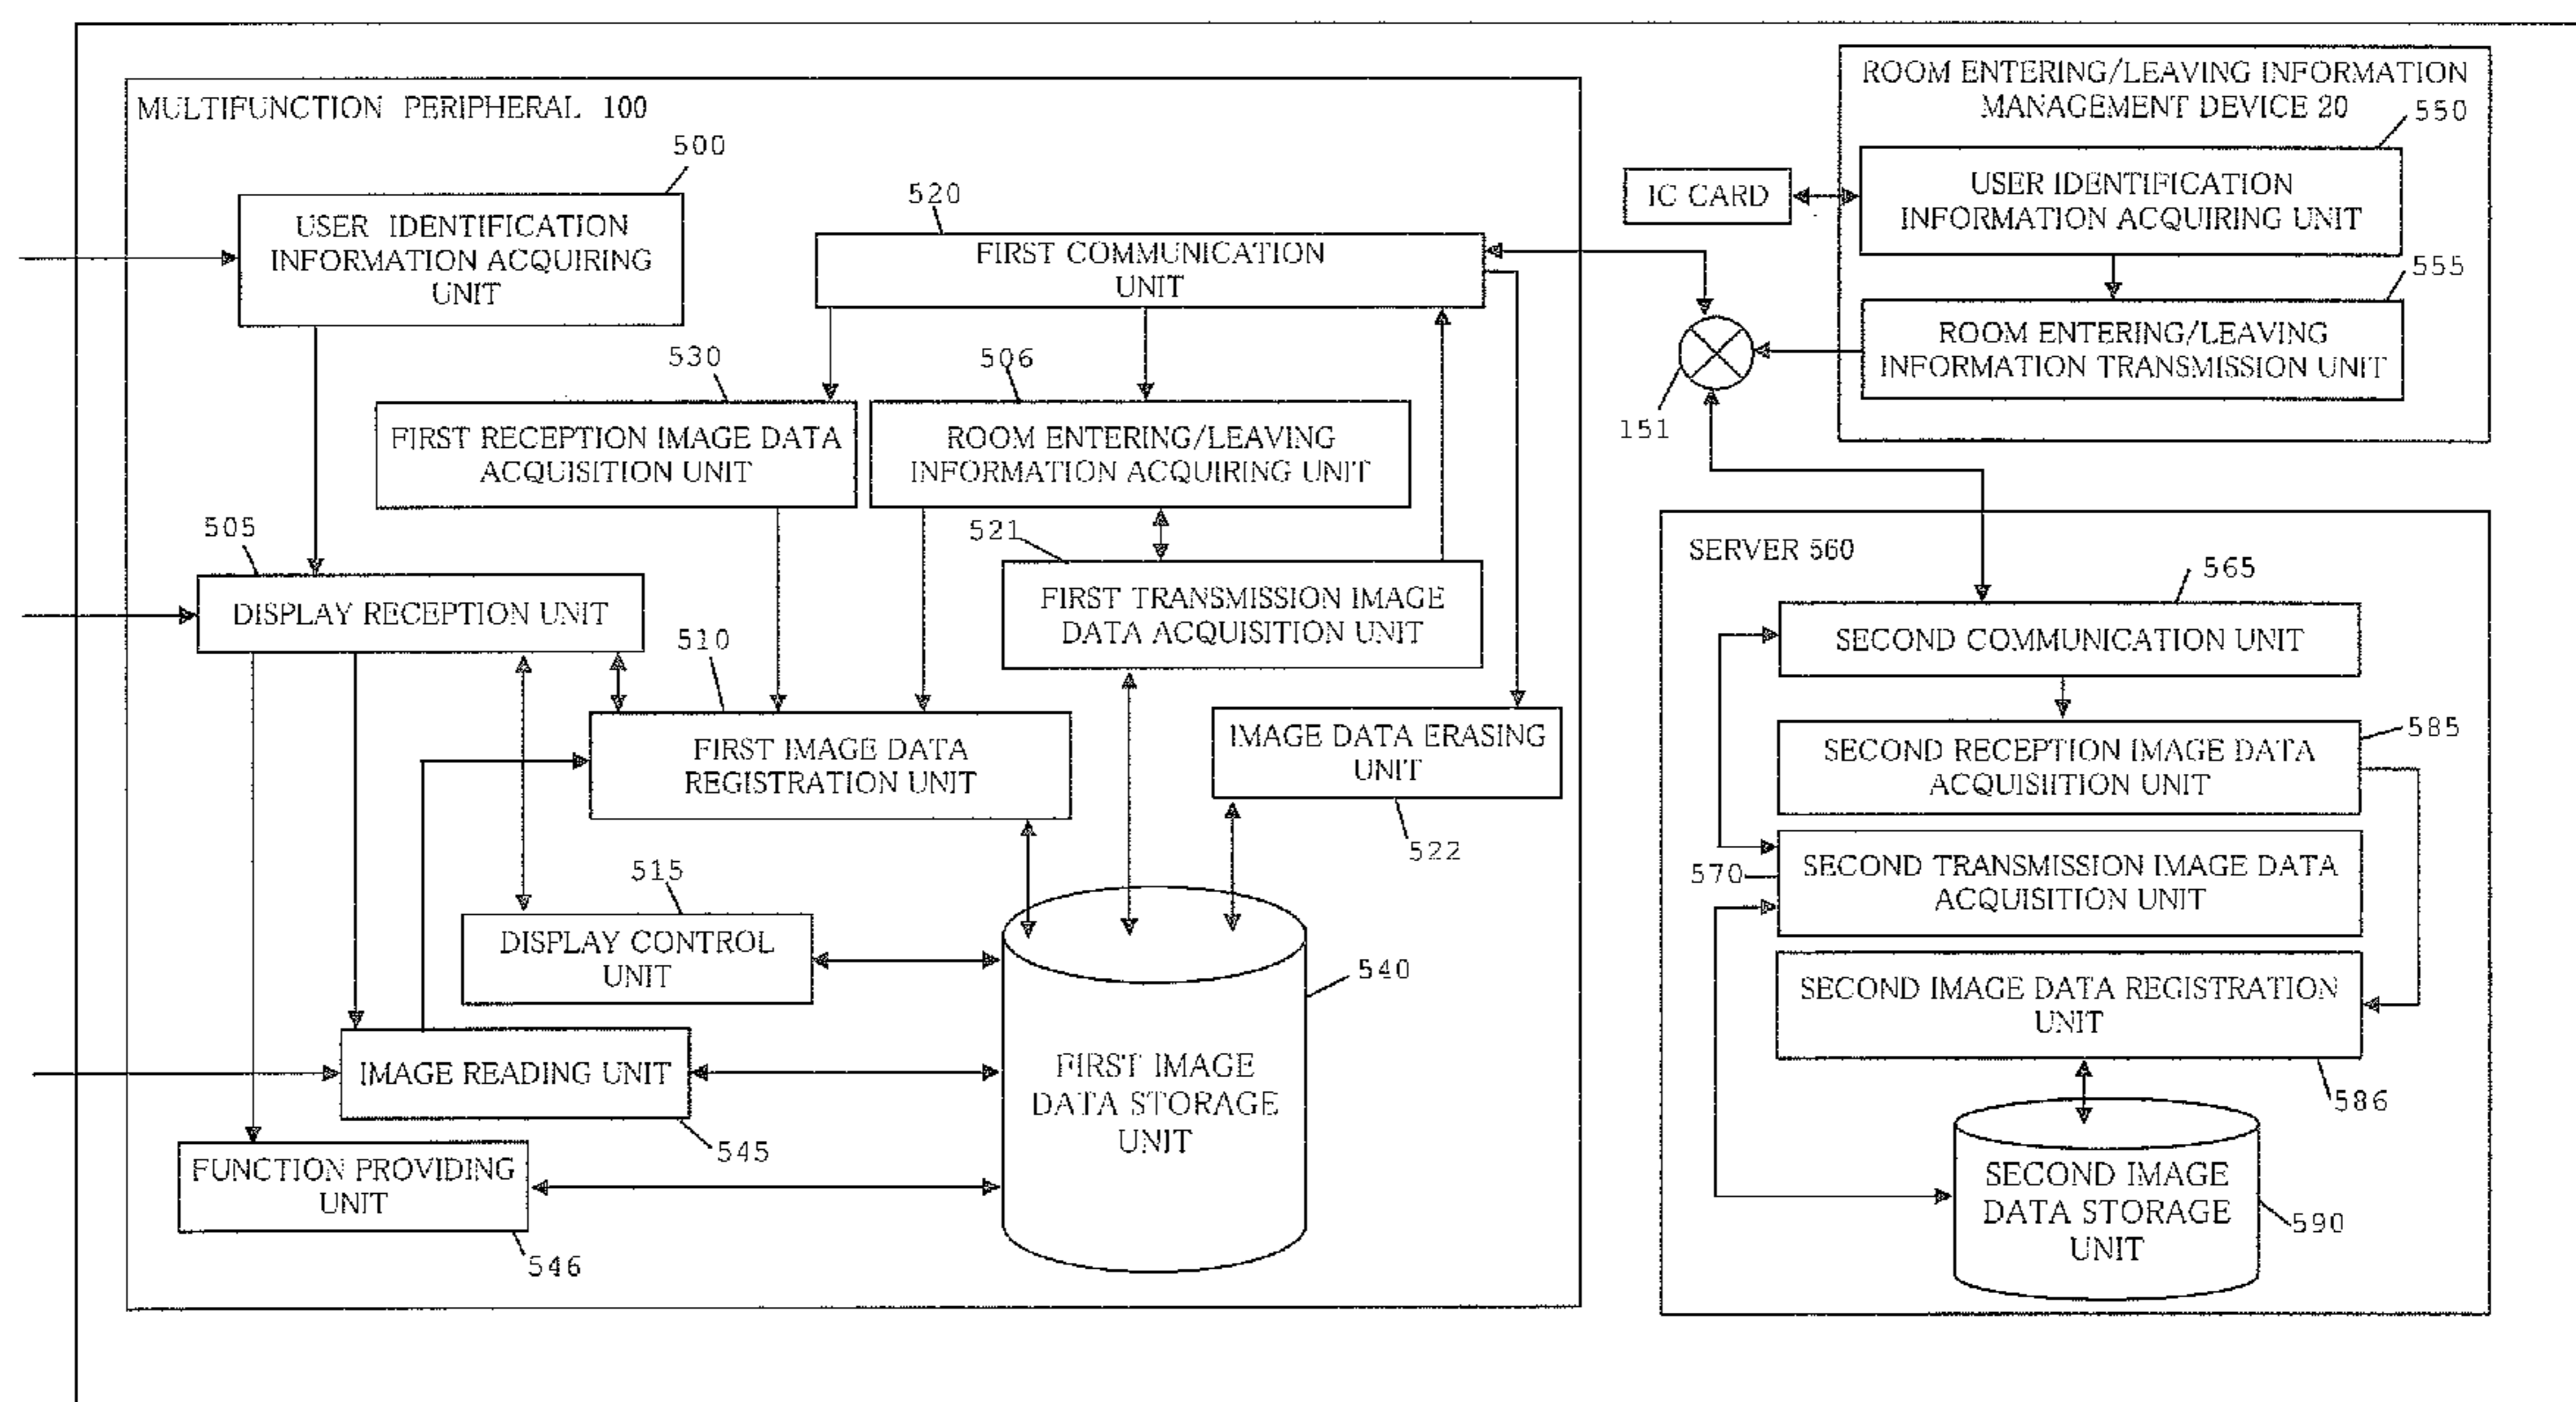 MULTIFUNCTION PERIPHERAL 100
500
USER IDENTIFICATION
INFORMATION ACQUIRING
UNIT
520
FIRST COMMUNICATION
UNIT
530
FIRST RECEPTION IMAGE DATA
ACQUISITION UNIT
506
ROOM ENTERING/LEAVING
INFORMATION ACQUIRING UNIT
505
DISPLAY RECEPTION UNIT
521
FIRST TRANSMISSION IMAGE
DATA ACQUISITION UNIT
510
FIRST IMAGE DATA
REGISTRATION UNIT
IMAGE DATA ERASING
UNIT
522
515
DISPLAY CONTROL
UNIT
540
FIRST IMAGE
DATA STORAGE
UNIT
IMAGE READING UNIT
545
FUNCTION PROVIDING
UNIT
546
ROOM ENTERING/LEAVING INFORMATION
MANAGEMENT DEVICE 20
550
IC CARD
USER IDENTIFICATION
INFORMATION ACQUIRING UNIT
555
ROOM ENTERING/LEAVING
INFORMATION TRANSMISSION UNIT
151
SERVER 560
565
SECOND COMMUNICATION UNIT
585
SECOND RECEPTION IMAGE DATA
ACQUISIITION UNIT
570
SECOND TRANSMISSION IMAGE DATA
ACQUISITION UNIT
SECOND IMAGE DATA REGISTRATION
UNIT
586
SECOND IMAGE
DATA STORAGE
UNIT
590